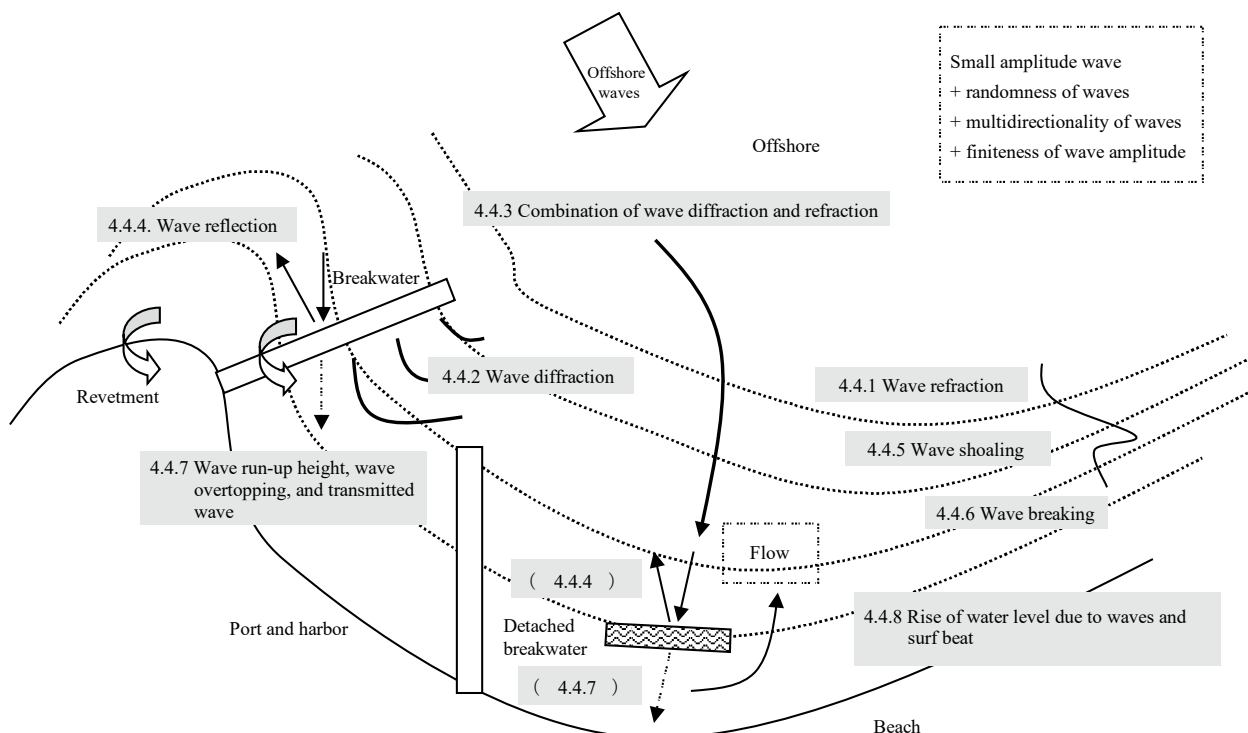 Offshore
waves
Small amplitude wave
+ randomness of waves
+ multidirectionality of waves
+ finiteness of wave amplitude
Offshore
4.4.3 Combination of wave diffraction and refraction
4.4.4. Wave reflection
Breakwater
Revetment
4.4.2 Wave diffraction
4.4.1 Wave refraction
4.4.5 Wave shoaling
4.4.7 Wave run-up height, wave
overtopping, and transmitted
wave
4.4.6 Wave breaking
Flow
( 4.4.4 )
Port and harbor
Detached
breakwater
4.4.8 Rise of water level due to waves and
surf beat
( 4.4.7 )
Beach